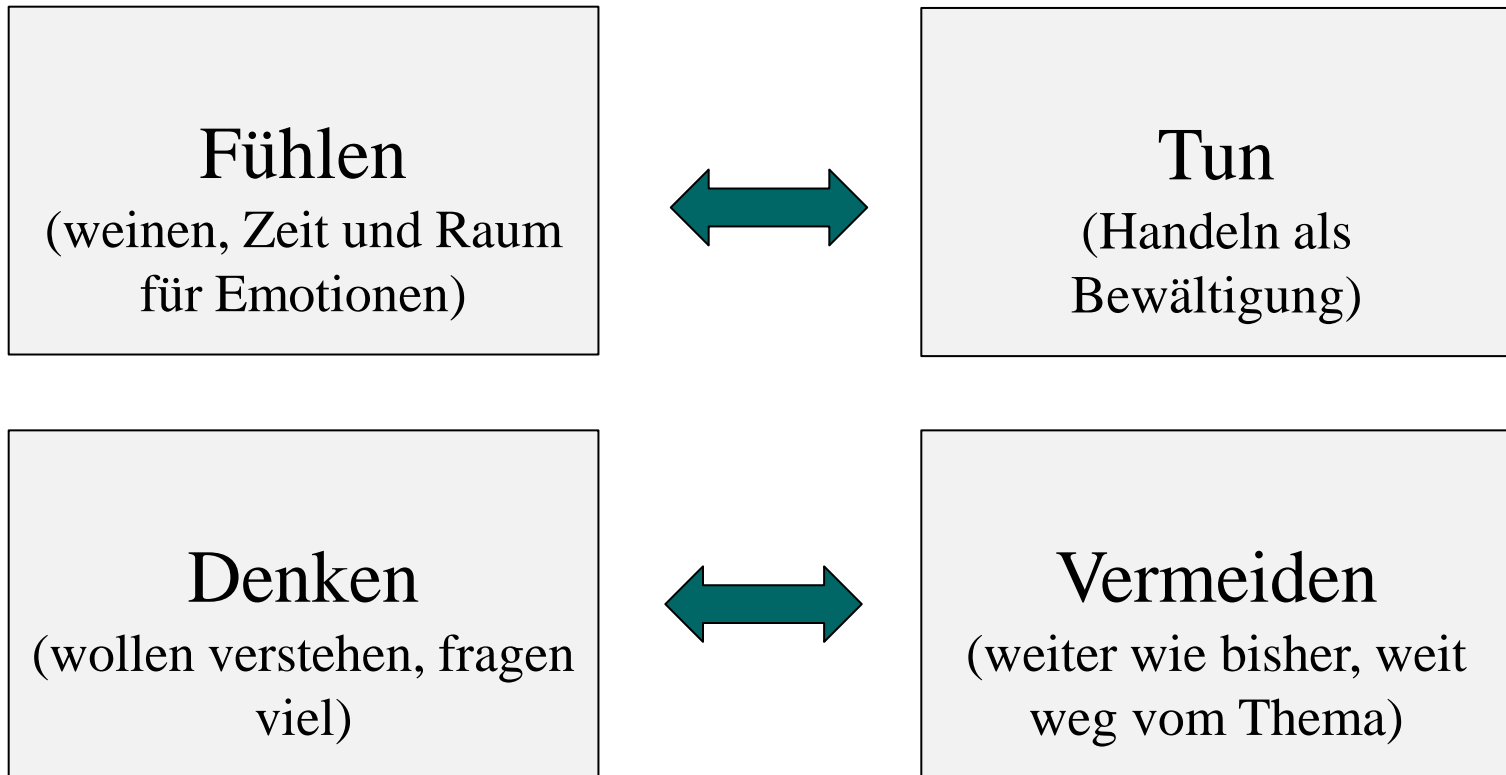 Fühlen
(weinen, Zeit und Raum
für Emotionen)
Tun
(Handeln als
Bewältigung)
Denken
(wollen verstehen, fragen
viel)
Vermeiden
(weiter wie bisher, weit
weg vom Thema)